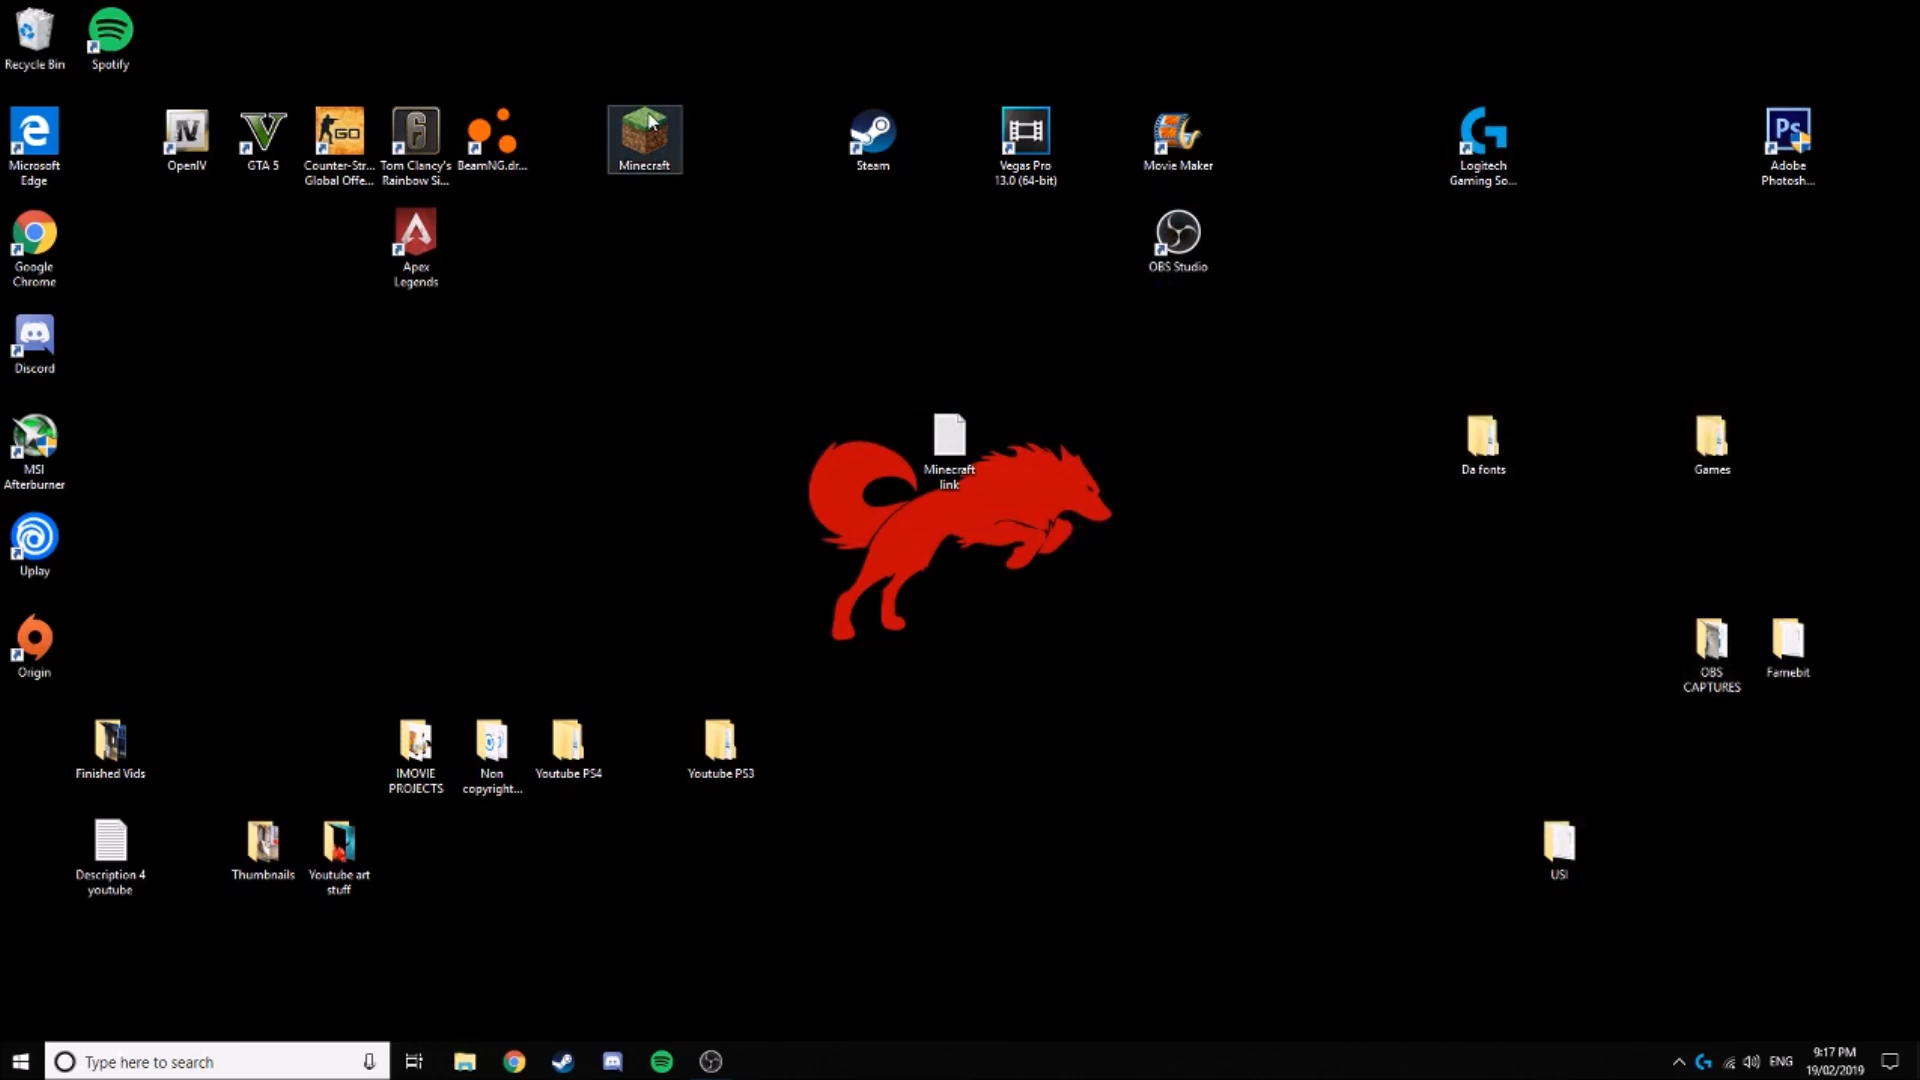 Recycle Bin
Spotify
Microsoft
Edge
OpenIV
GTA 5
Counter-Str...
Global Offe...
Tom Clancy's
Rainbow Si...
BeamNG.dr...
Minecraft
Steam
Vegas Pro
13.0 (64-bit)
Movie Maker
Logitech
Gaming So...
Ps
Adobe
Photosh...
Google
Chrome
Apex
Legends
OBS Studio
Discord
MSI
Afterburner
Minecraft
link
Da fonts
Games
Uplay
Origin
OBS
CAPTURES
Famebit
Finished Vids
IMOVIE
PROJECTS
Non
copyright...
Youtube PS4
Youtube PS3
Description 4
youtube
Thumbnails
Youtube art
stuff
USI
Type here to search
ENG
9:17 PM
19/02/2019